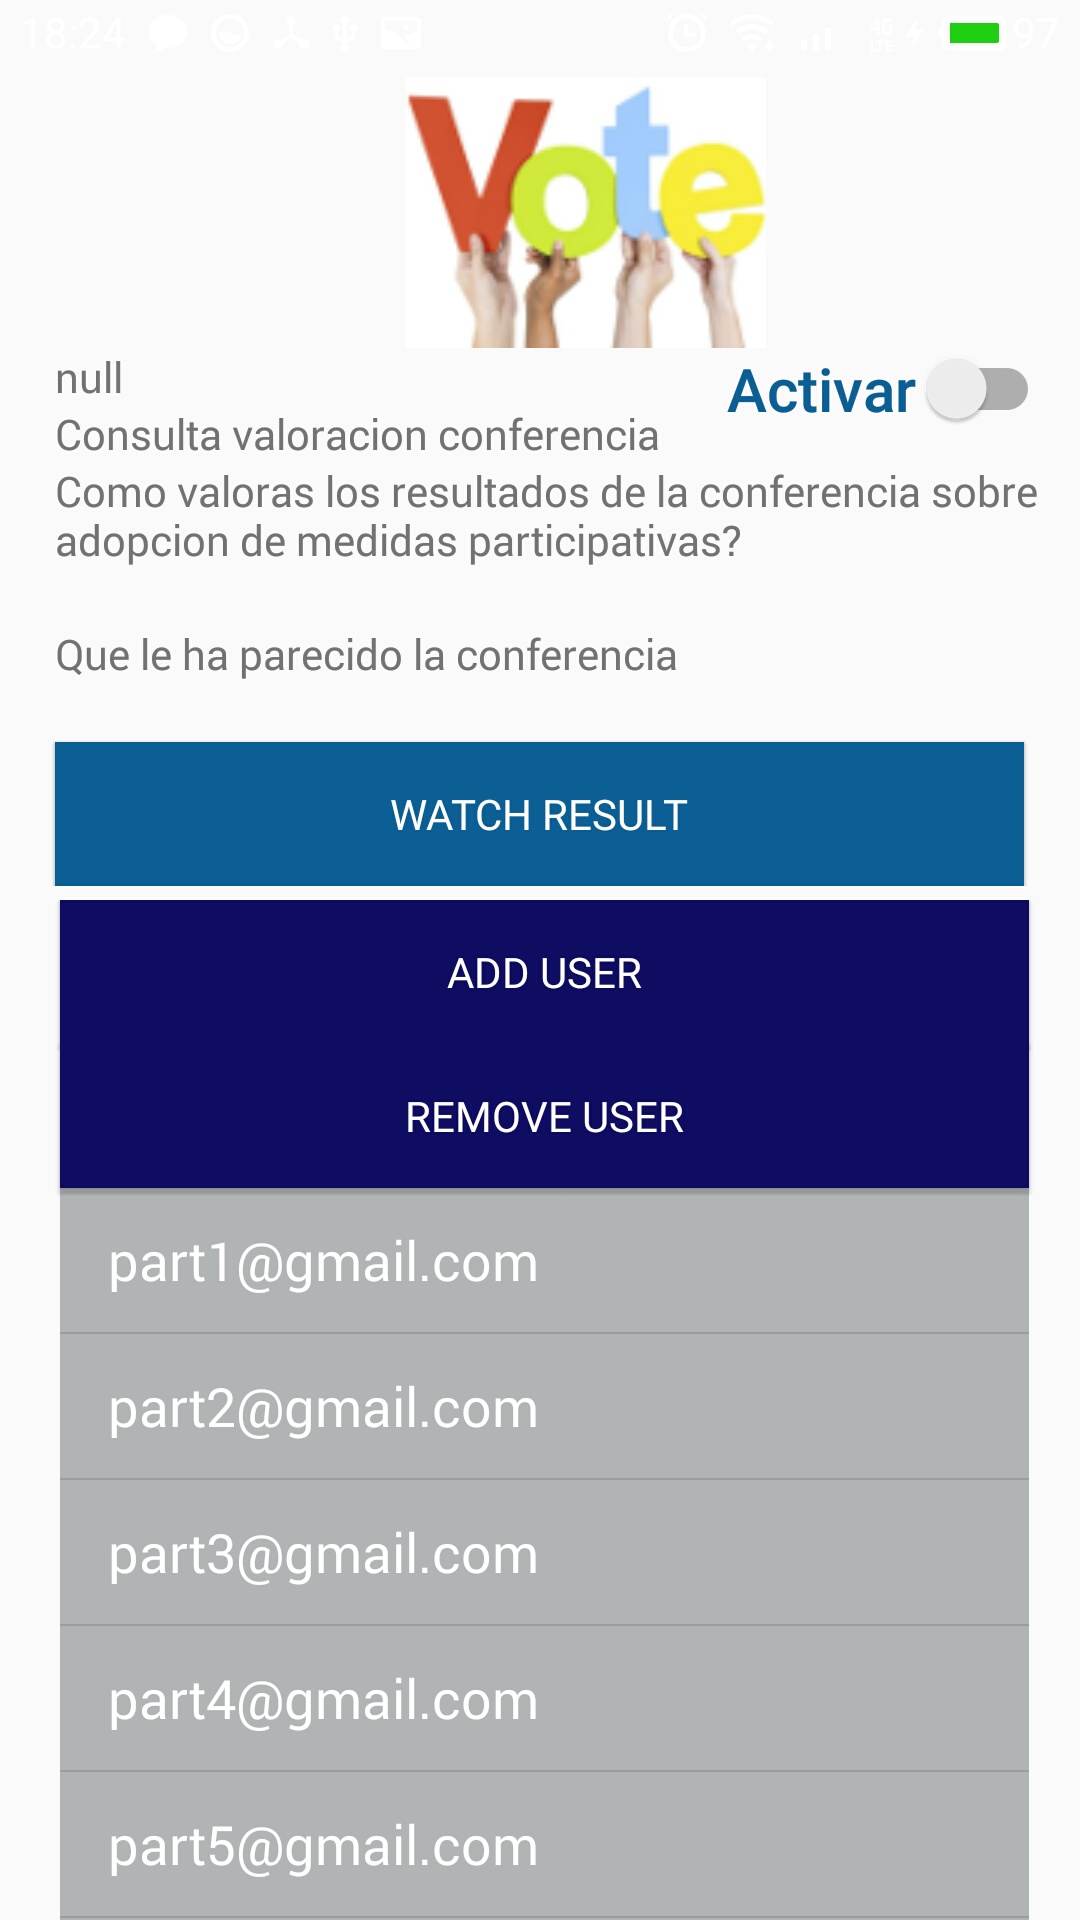 18:24
4G
LTE
97
Vote
null
Activar
Consulta valoracion conferencia
Como valoras los resultados de la conferencia sobre
adopcion de medidas participativas?
Que le ha parecido la conferencia
WATCH RESULT
ADD USER
REMOVE USER
part1@gmail.com
part2@gmail.com
part3@gmail.com
part4@gmail.com
part5@gmail.com